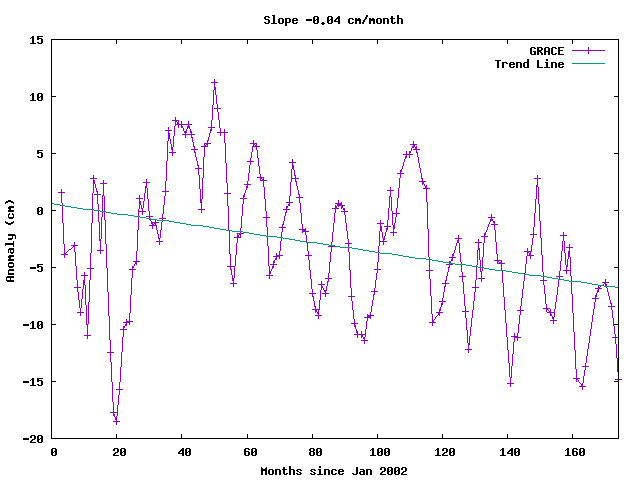 Slope -0.04 cm/month
GRACE
Trend Line
15
10
5
0
-5
-10
-15
-20
Anomaly (cm)
0 20 40 60 80 100 120 140 160
Months since Jan 2002